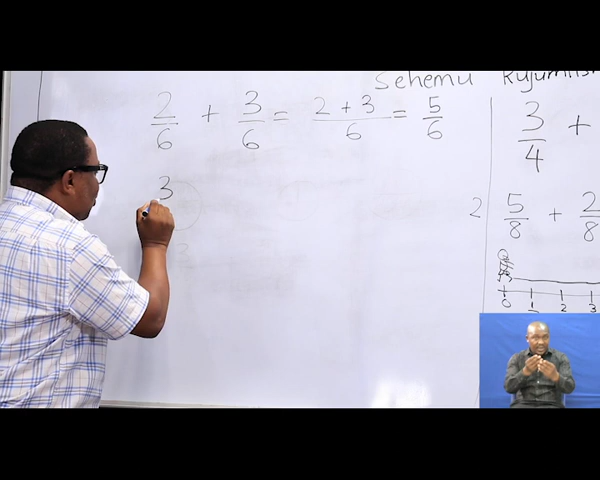 Sehemu Kujumlish
2/6 + 3/6 = 2 + 3/6 = 5/6
3
3/4 +
2 5/8 + 2/8
0 1 2 3